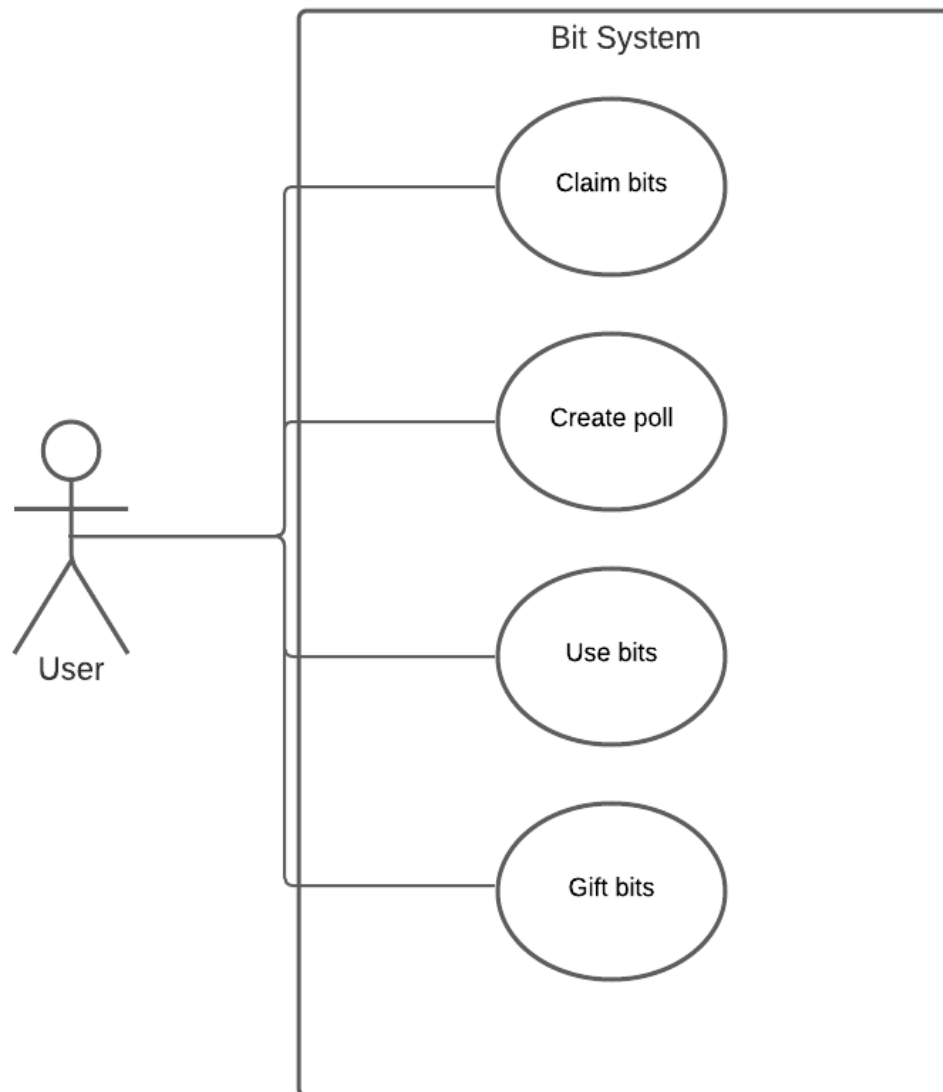 Bit System
Claim bits
Create poll
Use bits
User
Gift bits